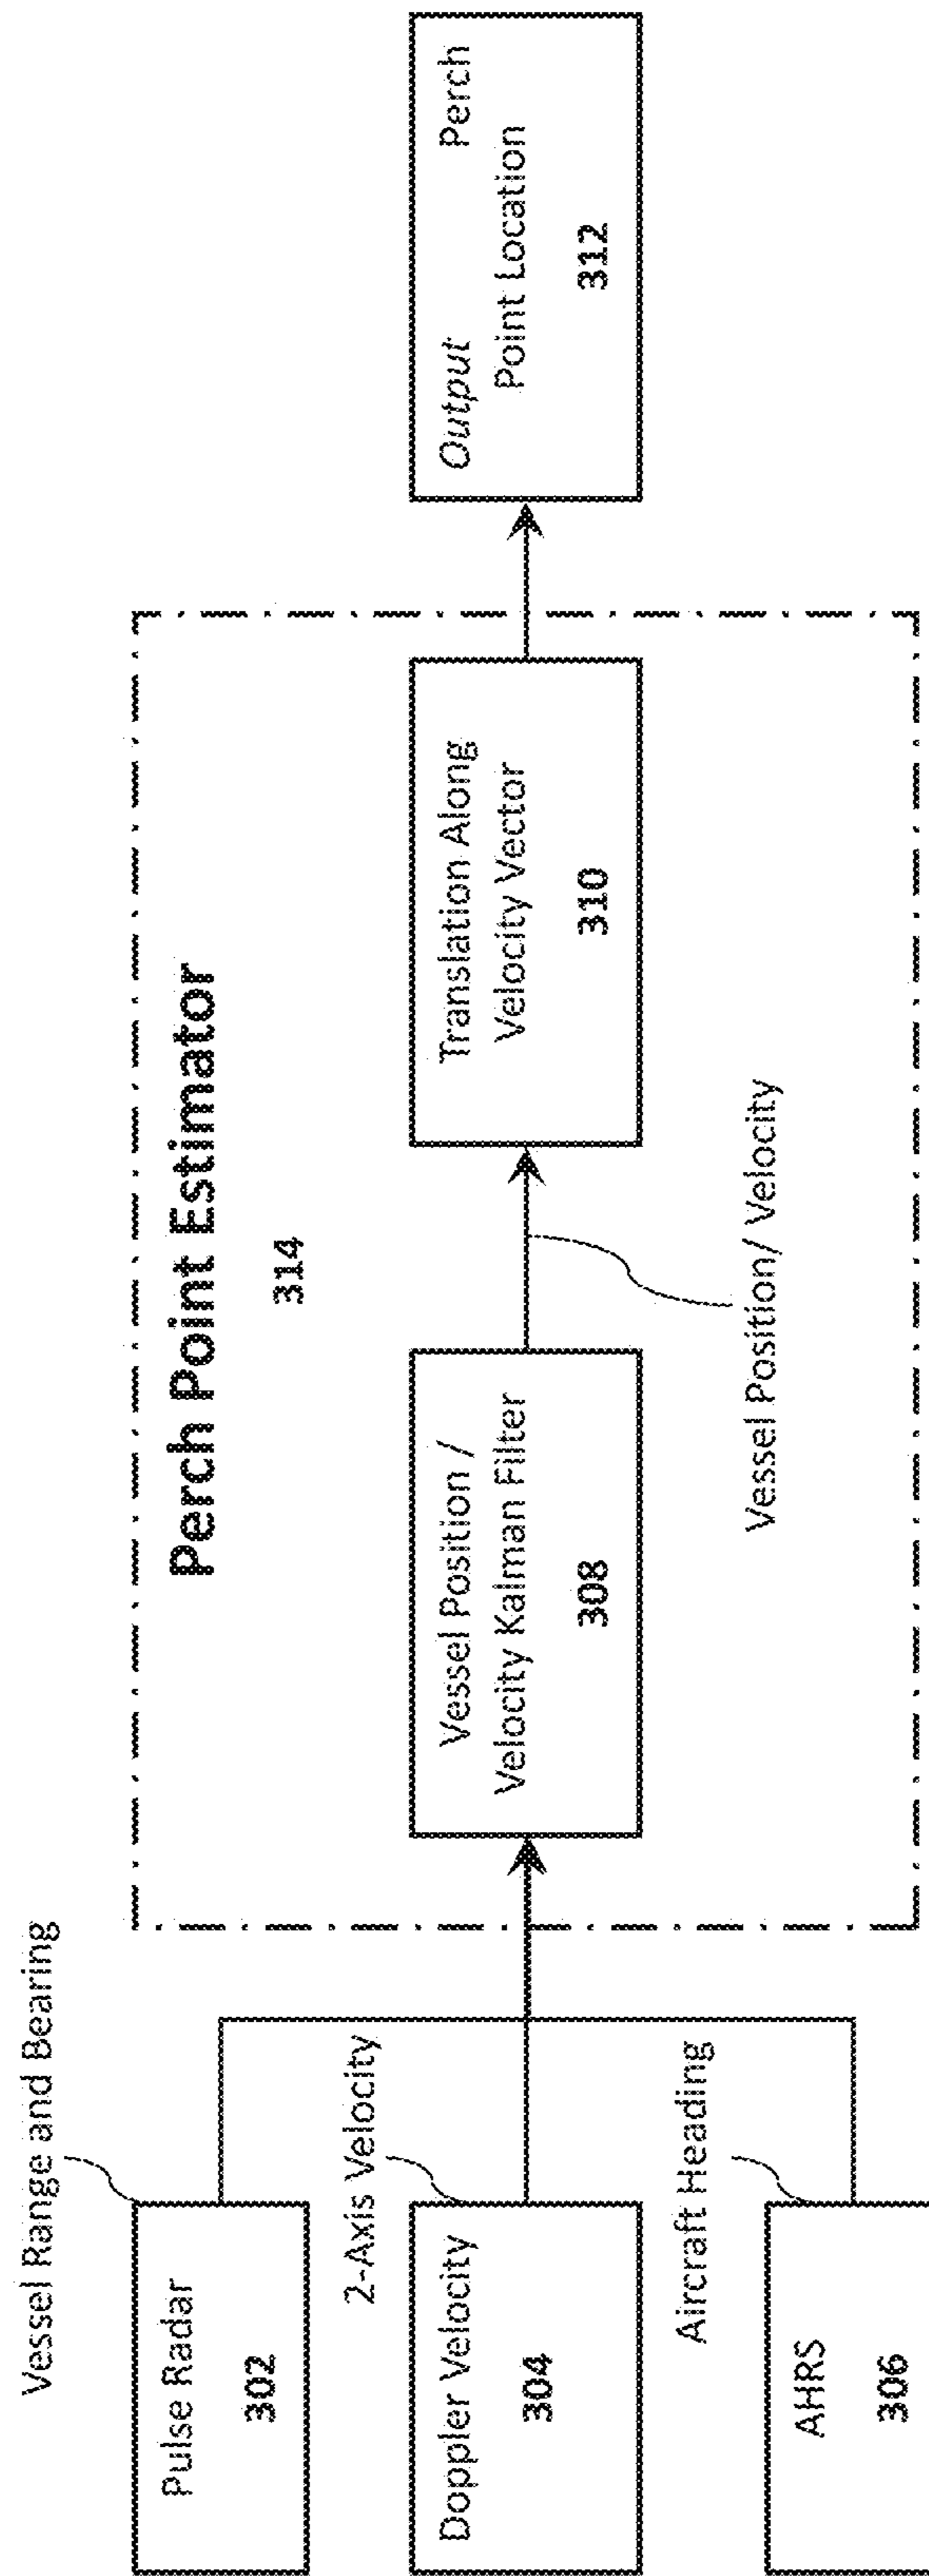 Vessel Range and Bearing
Pulse Radar
302
2-Axis Velocity
Doppler Velocity
304
Aircraft Heading
AHRS
306
Perch Point Estimator
314
Vessel Position /
Velocity Kalman Filter
308
Vessel Position/ Velocity
Translation Along
Velocity Vector
310
Output Perch
Point Location
312